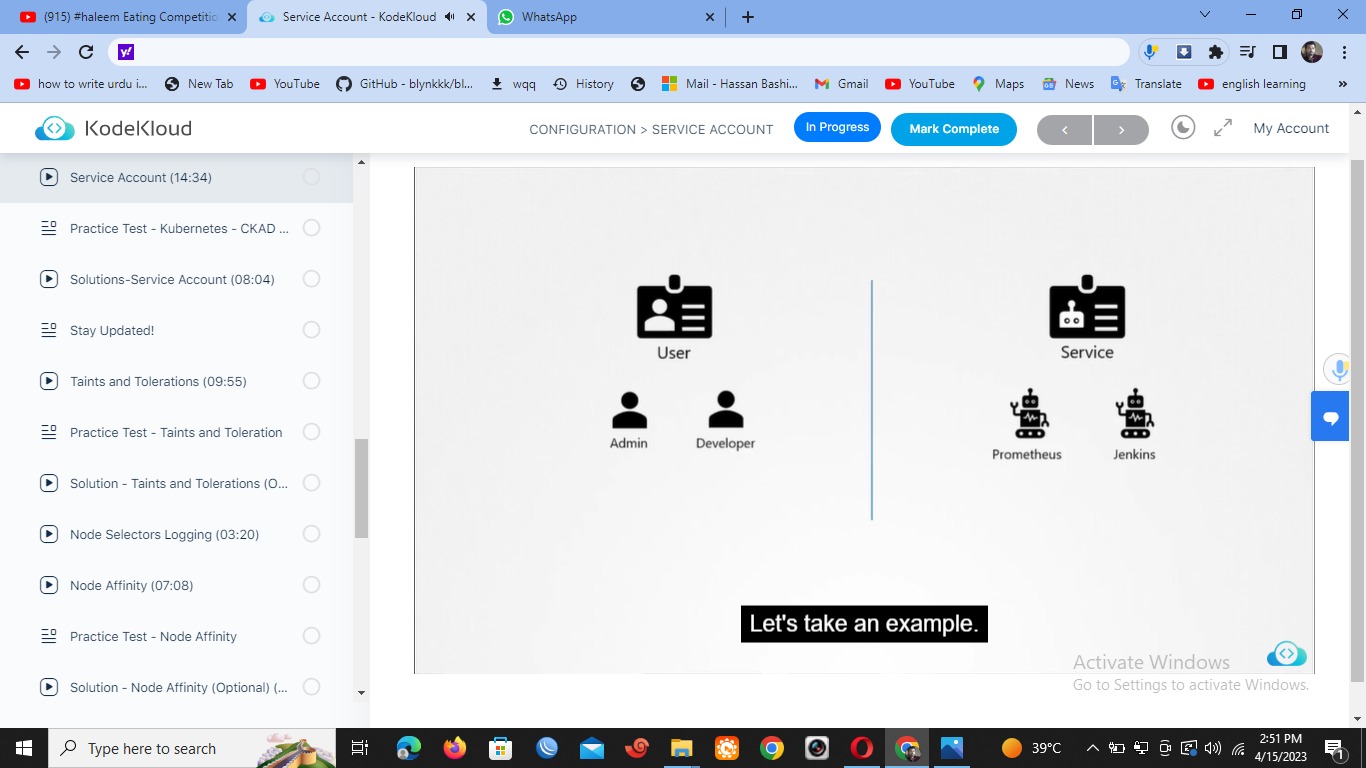 (915) #haleem Eating Competitio
Service Account - KodeKloud
WhatsApp
how to write urdu i...
New Tab
YouTube
GitHub - blynkkk/bl...
wqq
History
Mail - Hassan Bashi...
Gmail
YouTube
Maps
News
Translate
english learning
KodeKloud
CONFIGURATION > SERVICE ACCOUNT
In Progress
Mark Complete
My Account
Service Account (14:34)
Practice Test - Kubernetes - CKAD ...
Solutions-Service Account (08:04)
Stay Updated!
Taints and Tolerations (09:55)
Practice Test - Taints and Toleration
Solution - Taints and Tolerations (O...
Node Selectors Logging (03:20)
Node Affinity (07:08)
Practice Test - Node Affinity
Solution - Node Affinity (Optional) (...
User
Service
Admin
Developer
Prometheus
Jenkins
Let's take an example.
Activate Windows
Go to Settings to activate Windows.
Type here to search
39°C
2:51 PM
4/15/2023
1